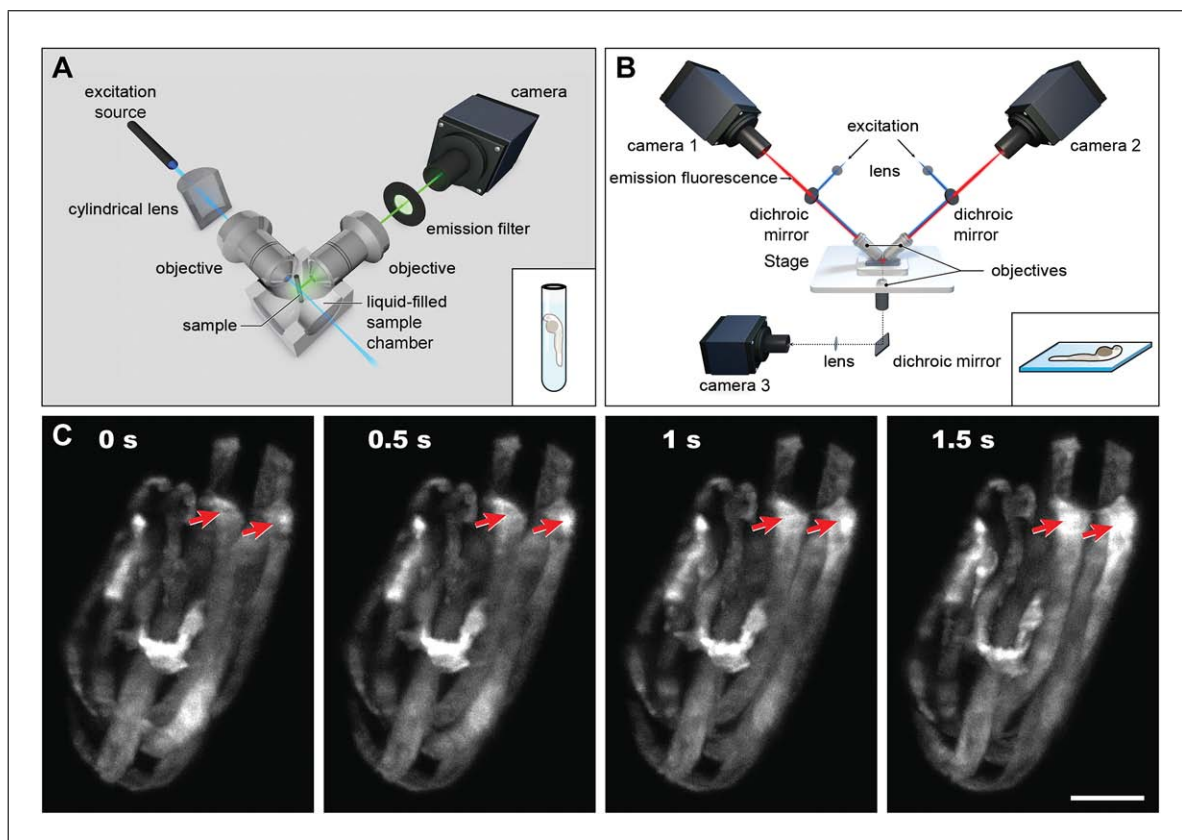 A
excitation
source
camera
cylindrical lens
emission filter
objective
objective
liquid-filled
sample
chamber
sample
B
camera 1
excitation
camera 2
lens
emission fluorescence
dichroic
mirror
dichroic
mirror
Stage
objectives
lens
dichroic mirror
camera 3
C
0 s
0.5 s
1 s
1.5 s